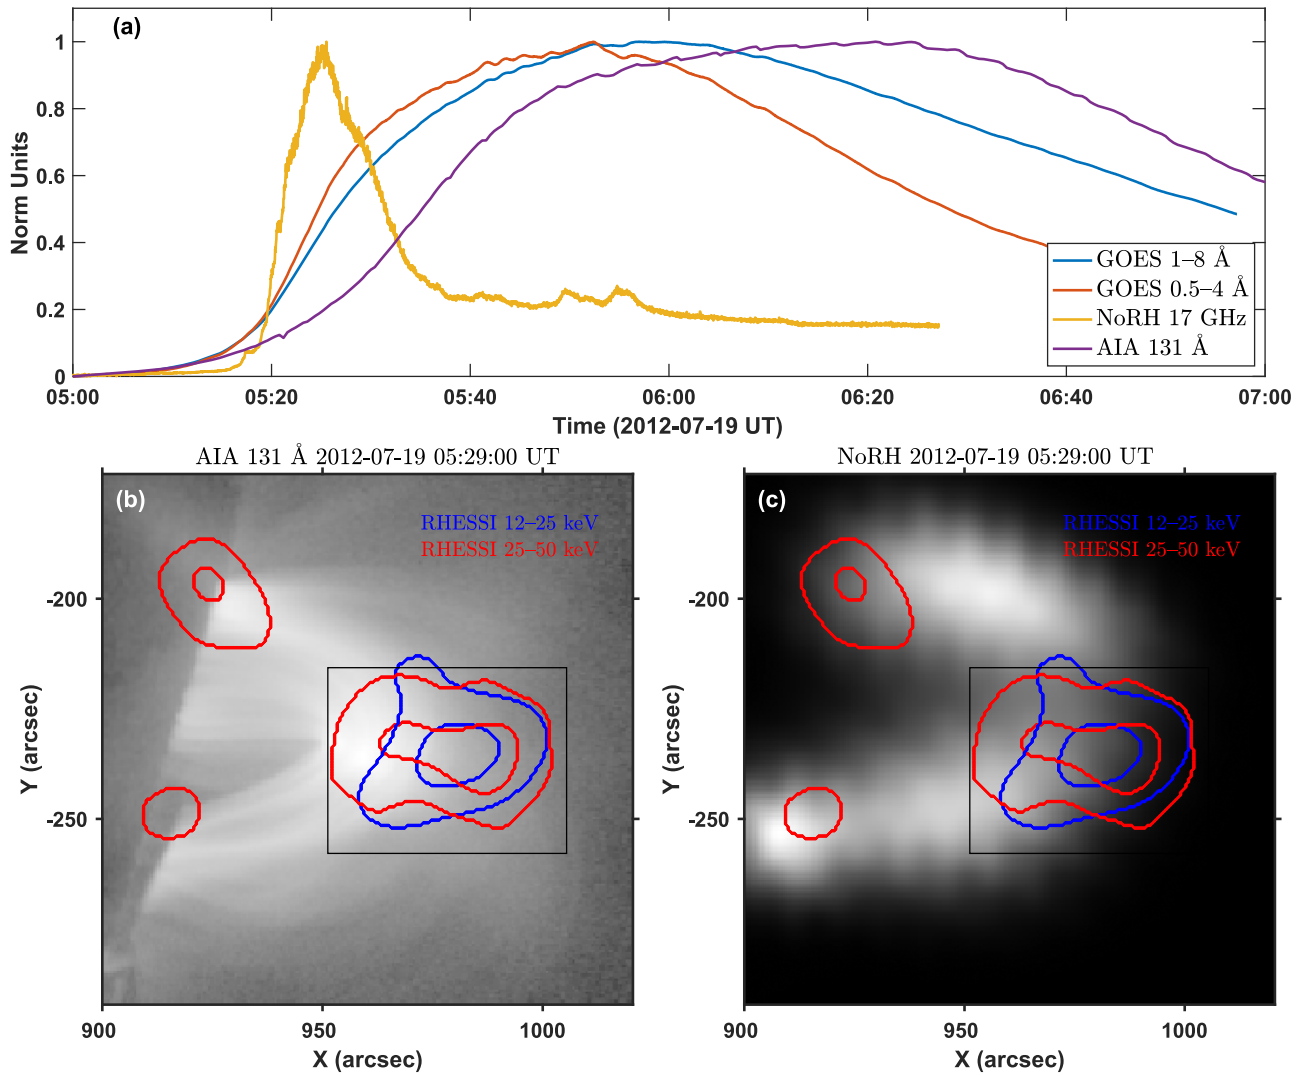 (a)
1
0.8
0.6
0.4
0.2
0
Norm Units
GOES 1–8 Å
GOES 0.5–4 Å
NoRH 17 GHz
AIA 131 Å
05:00
05:20
05:40
06:00
06:20
06:40
07:00
Time (2012-07-19 UT)
AIA 131 Å 2012-07-19 05:29:00 UT
(b)
RHESSI 12–25 keV
RHESSI 25–50 keV
-200
-250
Y (arcsec)
900
950
1000
X (arcsec)
NoRH 2012-07-19 05:29:00 UT
(c)
RHESSI 12–25 keV
RHESSI 25–50 keV
-200
-250
Y (arcsec)
900
950
1000
X (arcsec)